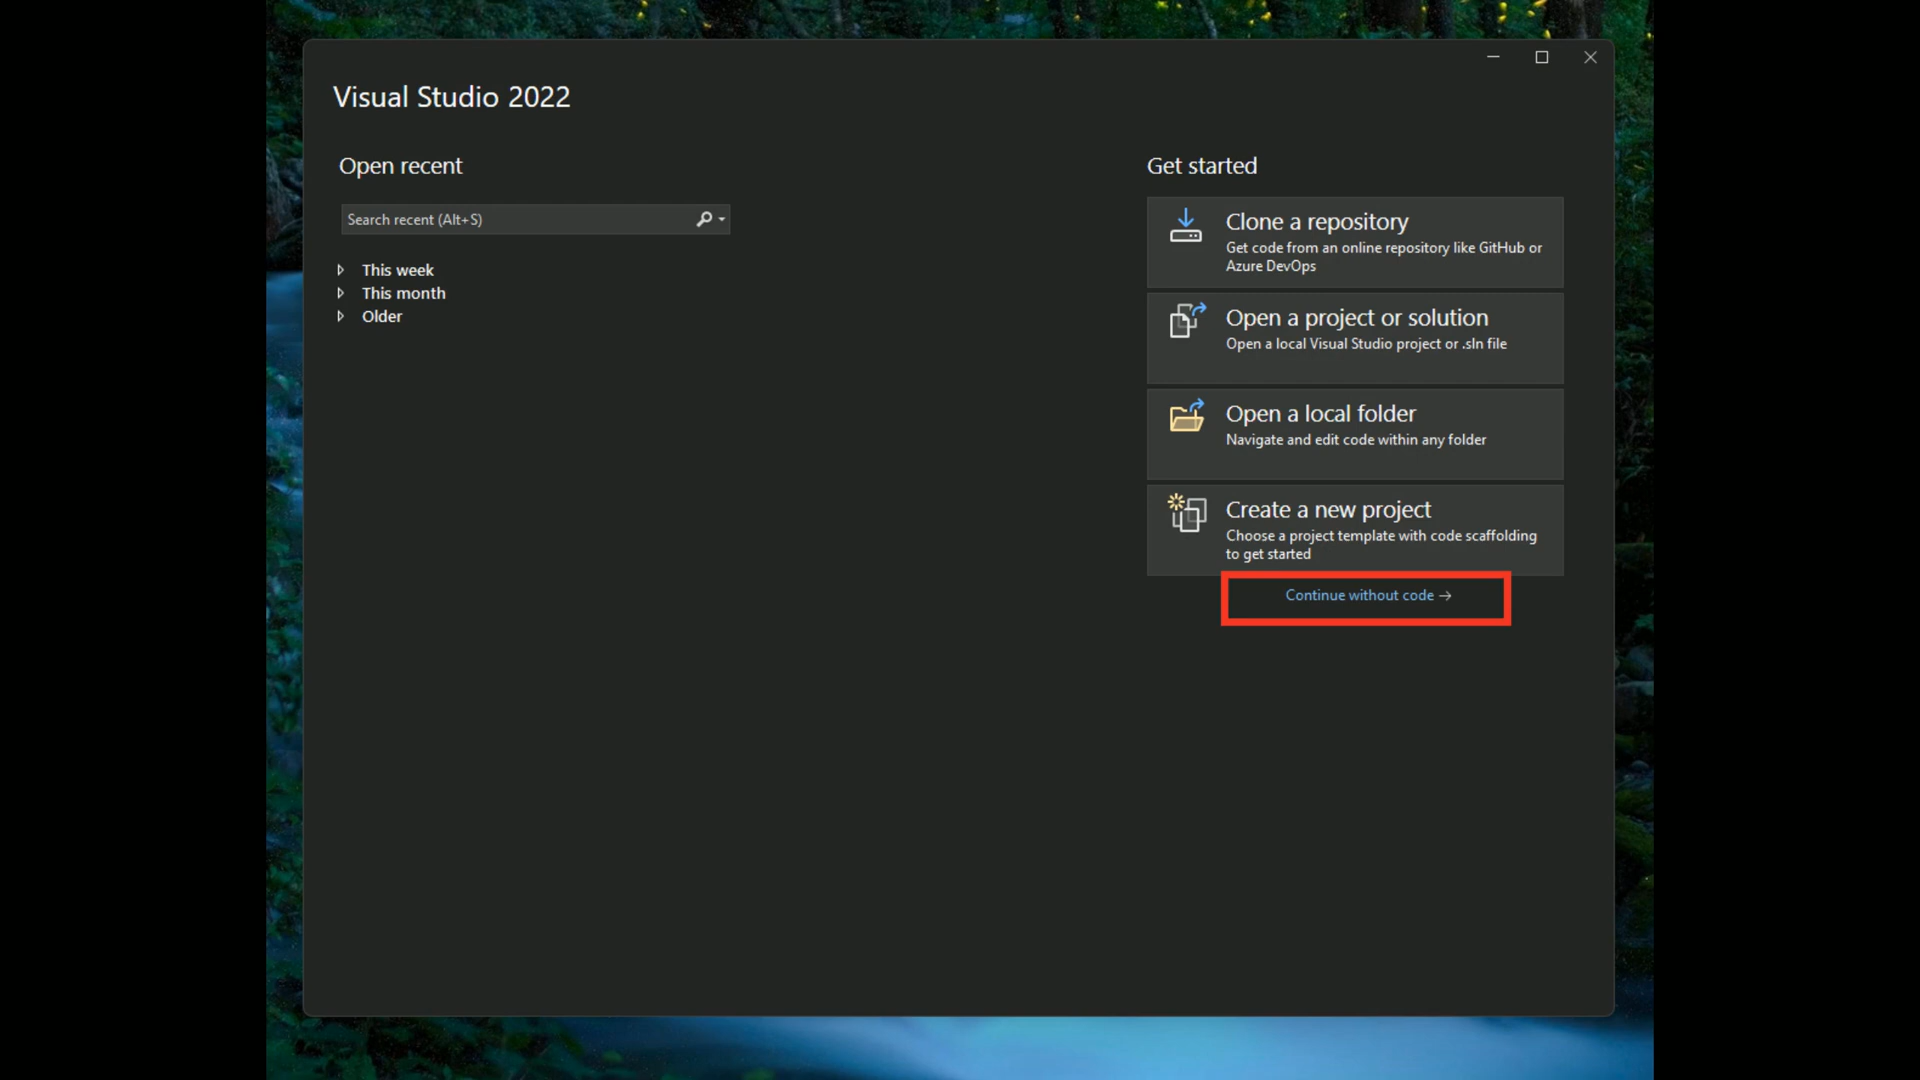 Visual Studio 2022
Open recent
Search recent (Alt+S)
This week
This month
Older
Get started
Clone a repository
Get code from an online repository like GitHub or
Azure DevOps
Open a project or solution
Open a local Visual Studio project or .sln file
Open a local folder
Navigate and edit code within any folder
Create a new project
Choose a project template with code scaffolding
to get started
Continue without code →